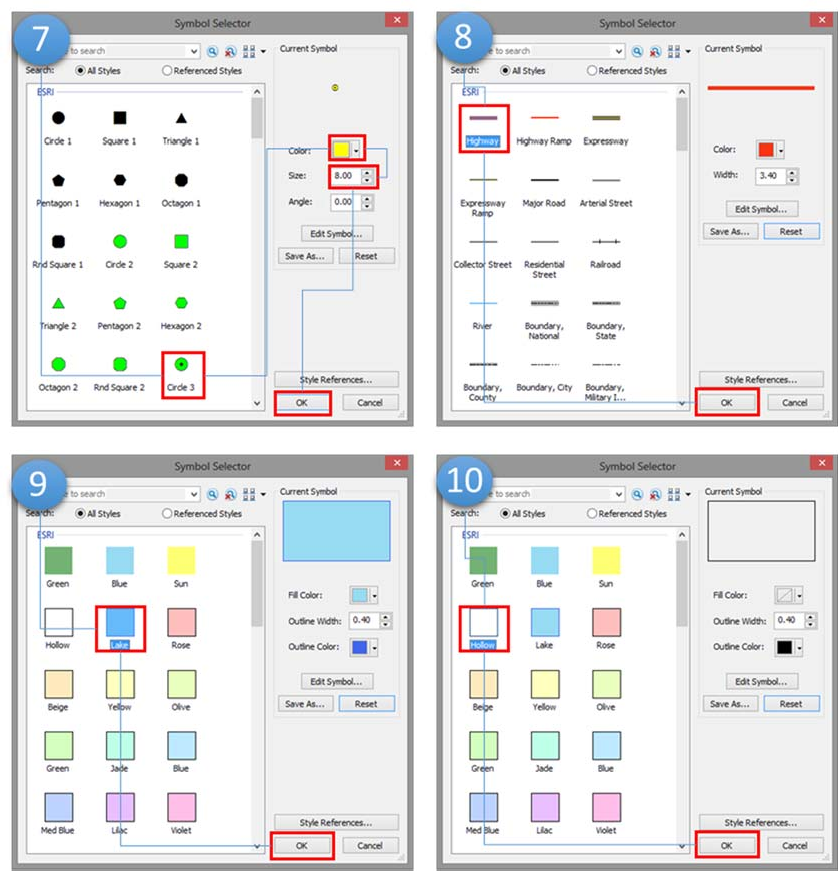 7
Symbol Selector
e to search
Search: All Styles Referenced Styles
ESRI
Circle 1 Square 1 Triangle 1
Pentagon 1 Hexagon 1 Octagon 1
Rnd Square 1 Circle 2 Square 2
Triangle 2 Pentagon 2 Hexagon 2
Octagon 2 Rnd Square 2 Circle 3
Current Symbol
Color:
Size: 8.00
Angle: 0.00
Edit Symbol...
Save As... Reset
Style References...
OK Cancel
8
Symbol Selector
e to search
Search: All Styles Referenced Styles
ESRI
Highway Highway Ramp Expressway
Expressway Ramp Major Road Arterial Street
Collector Street Residential Street Railroad
River Boundary, National Boundary, State
Boundary, County Boundary, City Boundary, Military I...
Current Symbol
Color:
Width: 3.40
Edit Symbol...
Save As... Reset
Style References...
OK Cancel
9
Symbol Selector
e to search
Search: All Styles Referenced Styles
ESRI
Green Blue Sun
Hollow Lake Rose
Beige Yellow Olive
Green Jade Blue
Med Blue Lilac Violet
Current Symbol
Fill Color:
Outline Width: 0.40
Outline Color:
Edit Symbol...
Save As... Reset
Style References...
OK Cancel
10
Symbol Selector
e to search
Search: All Styles Referenced Styles
ESRI
Green Blue Sun
Hollow Lake Rose
Beige Yellow Olive
Green Jade Blue
Med Blue Lilac Violet
Current Symbol
Fill Color:
Outline Width: 0.40
Outline Color:
Edit Symbol...
Save As... Reset
Style References...
OK Cancel